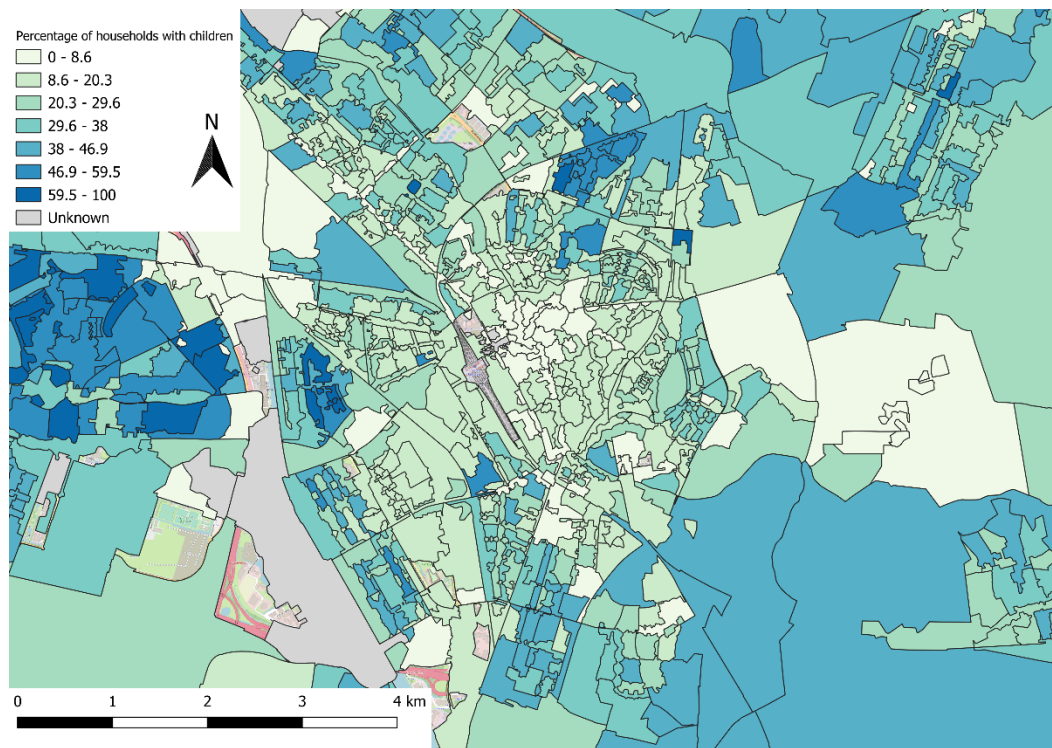 Percentage of households with children
0 - 8.6
8.6 - 20.3
20.3 - 29.6
29.6 - 38
38 - 46.9
46.9 - 59.5
59.5 - 100
Unknown
N
0 1 2 3 4 km